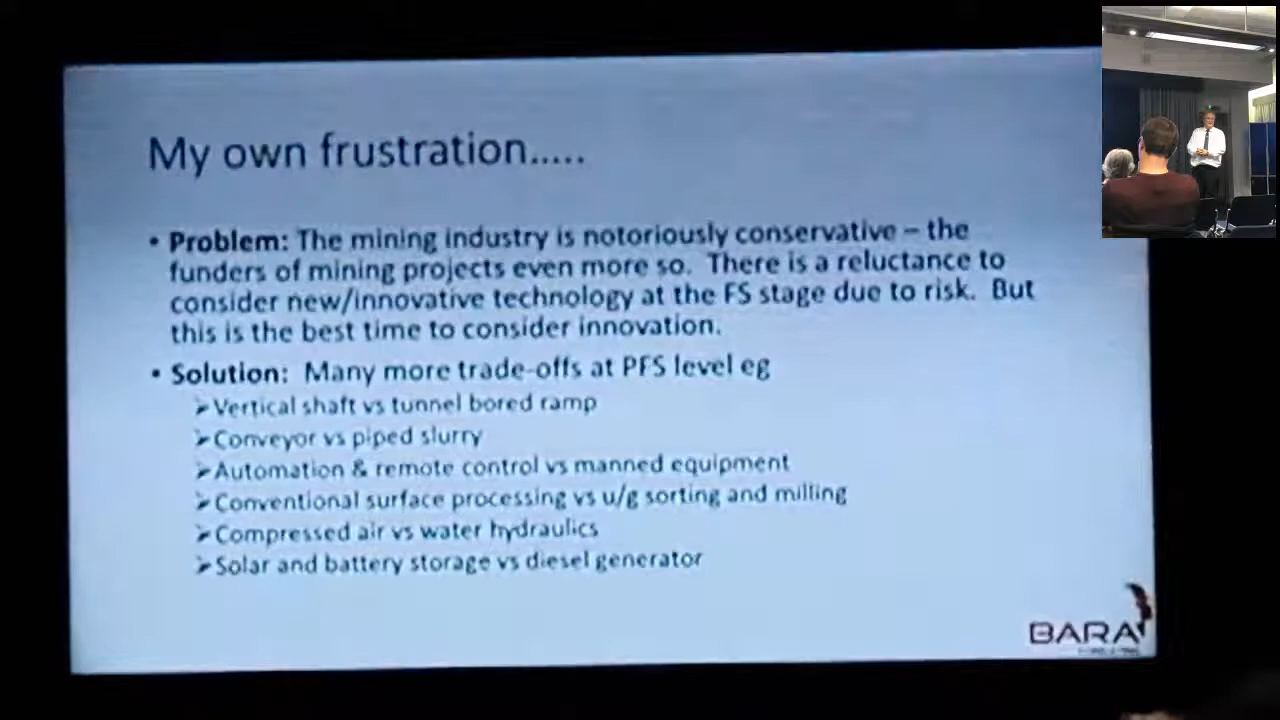 My own frustration.....
• Problem: The mining industry is notoriously conservative – the
funders of mining projects even more so. There is a reluctance to
consider new/innovative technology at the FS stage due to risk. But
this is the best time to consider innovation.
• Solution: Many more trade-offs at PFS level eg
➢Vertical shaft vs tunnel bored ramp
➢Conveyor vs piped slurry
➢Automation & remote control vs manned equipment
➢Conventional surface processing vs u/g sorting and milling
➢Compressed air vs water hydraulics
➢Solar and battery storage vs diesel generator
BARA